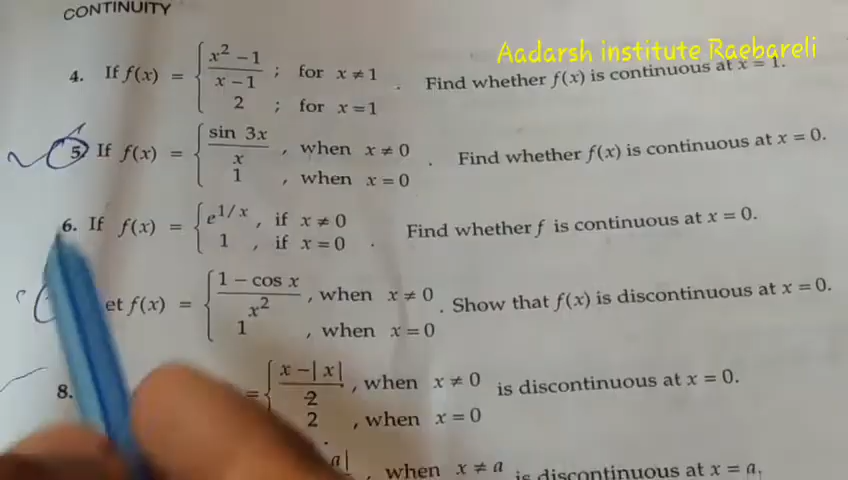 CONTINUITY
Aadarsh institute Raebareli
4. If f(x) = { x² − 1 / x − 1 ; for x ≠ 1
2 ; for x = 1 . Find whether f(x) is continuous at x = 1.
5. If f(x) = { sin 3x / x , when x ≠ 0
1 , when x = 0 . Find whether f(x) is continuous at x = 0.
6. If f(x) = { e^{1/x} , if x ≠ 0
1 , if x = 0 . Find whether f is continuous at x = 0.
et f(x) = { 1 − cos x / x² , when x ≠ 0
1 , when x = 0 . Show that f(x) is discontinuous at x = 0.
8. = { x − |x| / 2 , when x ≠ 0
2 , when x = 0 is discontinuous at x = 0.
a| , when x ≠ a is discontinuous at x = a.